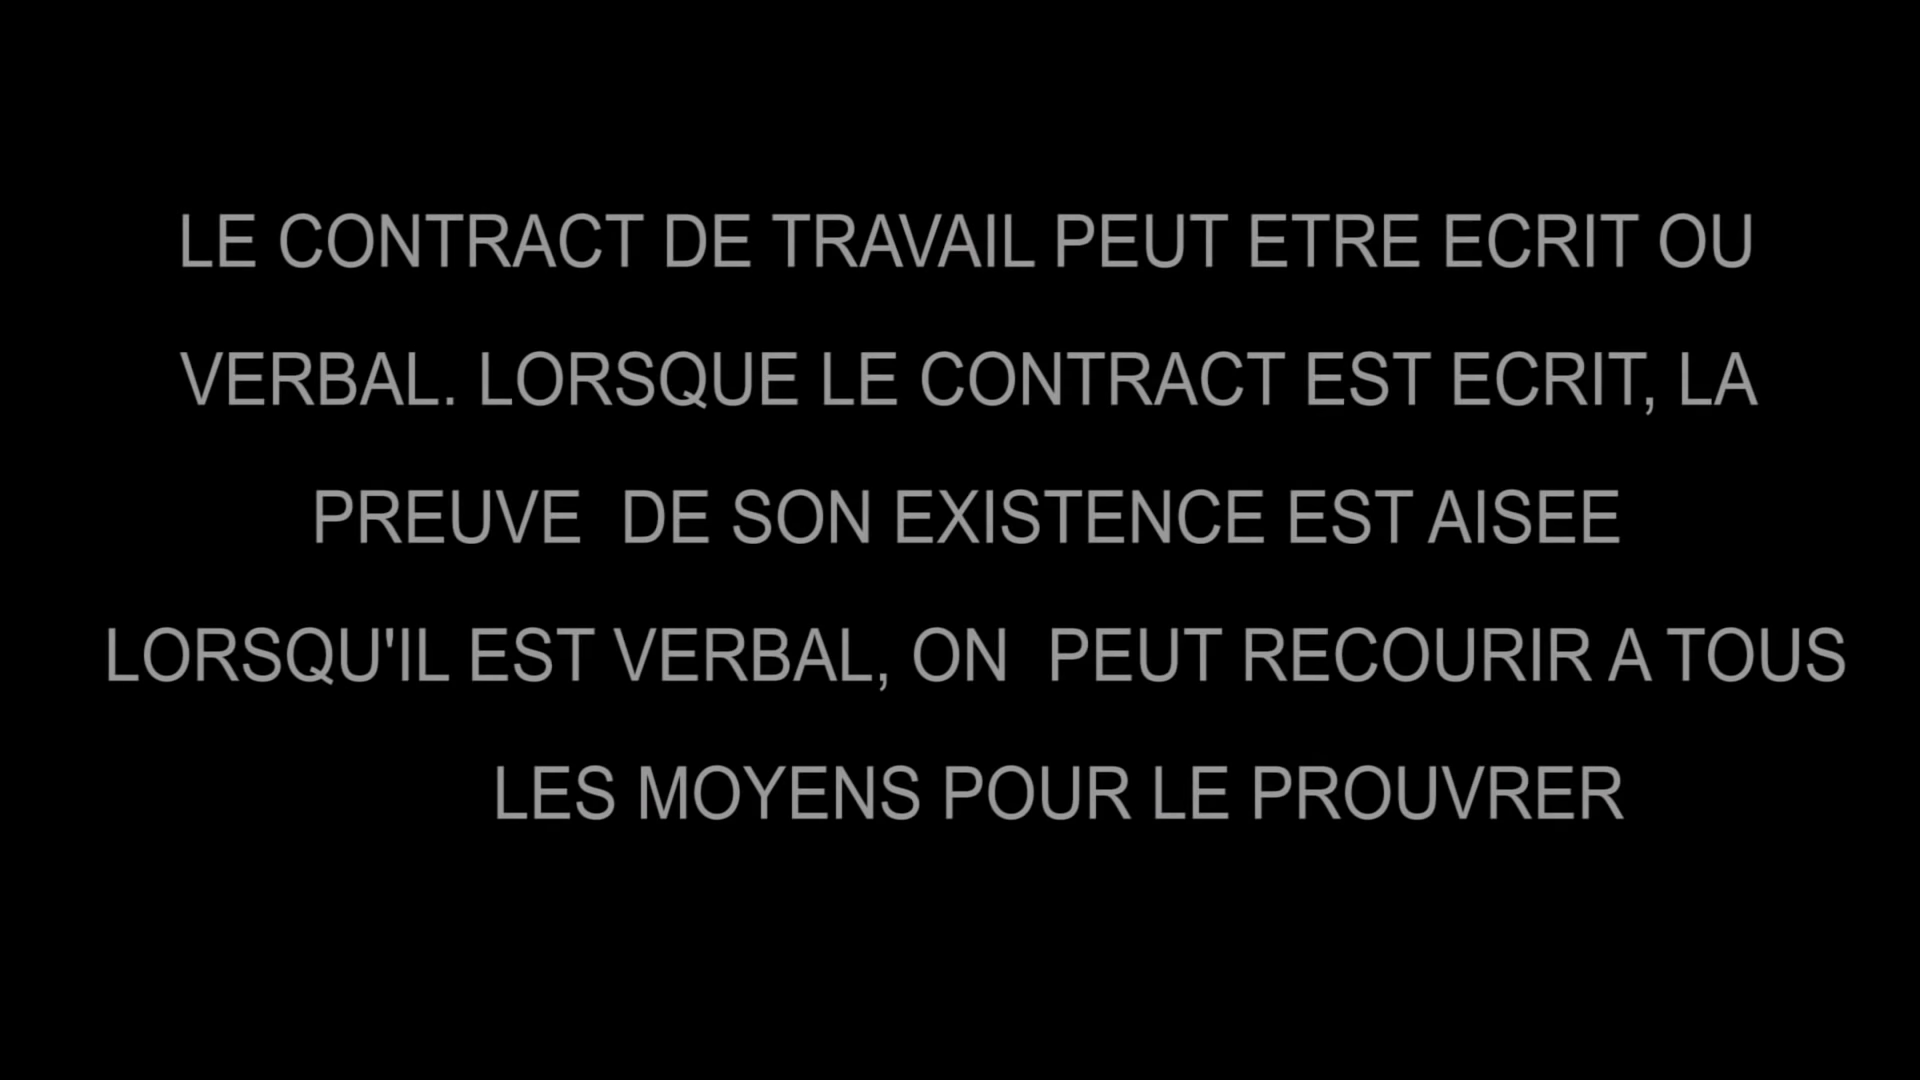 LE CONTRACT DE TRAVAIL PEUT ETRE ECRIT OU
VERBAL. LORSQUE LE CONTRACT EST ECRIT, LA
PREUVE DE SON EXISTENCE EST AISEE
LORSQU'IL EST VERBAL, ON PEUT RECOURIR A TOUS
LES MOYENS POUR LE PROUVRER